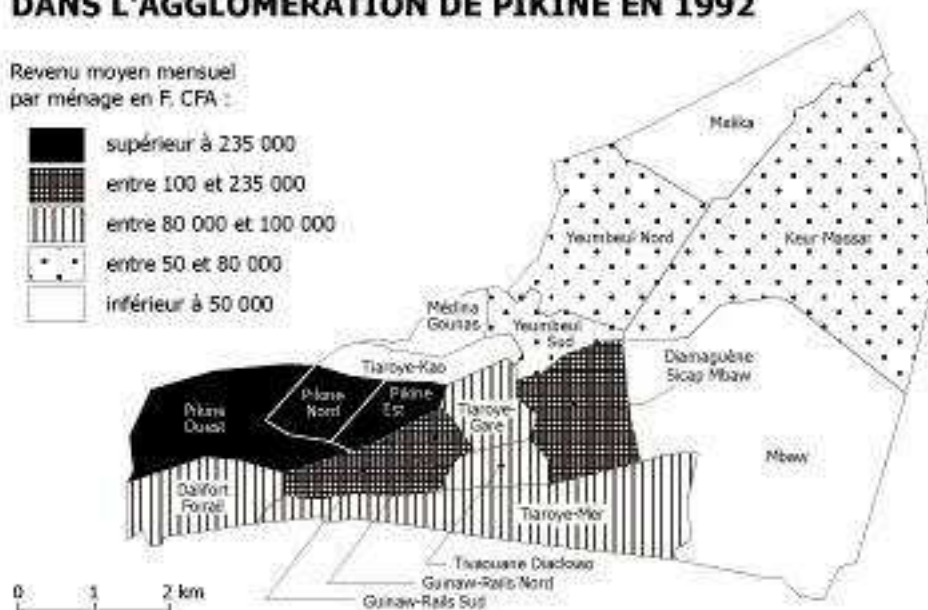 DANS L'AGGLOMÉRATION DE PIKINE EN 1992
Revenu moyen mensuel
par ménage en F. CFA :
supérieur à 235 000
entre 100 et 235 000
entre 80 000 et 100 000
entre 50 et 80 000
inférieur à 50 000
Malika
Yeumbeul Nord
Keur Massar
Médina
Gounas
Yeumbeul
Sud
Tiaroye-Kao
Diamaguène
Sicap Mbaw
Pikine
Ouest
Pikine
Nord
Pikine
Est
Tiaroye-
Gare
Mbaw
Dalifort
Forrail
Tiaroye-Mer
Tivaouane Diacksao
Guinaw-Rails Nord
Guinaw-Rails Sud
0 1 2 km